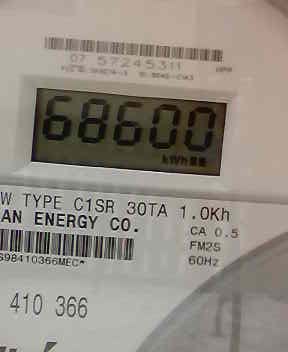 07 57245311
68600
kWh
W TYPE C1SR 30TA 1.0Kh
AN ENERGY CO.
CA 0.5
FM2S
60Hz
S98410366MEC*
410 366